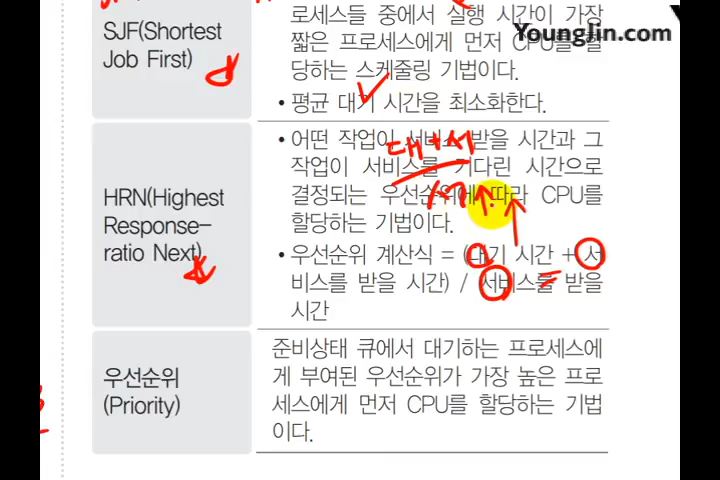 로세스들 중에서 실행 시간이 가장
SJF(Shortest
Job First)
짧은 프로세스에게 먼저 CPU를 할
당하는 스케줄링 기법이다.
• 평균 대기 시간을 최소화한다.
Younglin.com
HRN(Highest
Response-
ratio Next)
• 어떤 작업이 서비스 받을 시간과 그
작업이 서비스를 기다린 시간으로
결정되는 우선순위에 따라 CPU를
할당하는 기법이다.
• 우선순위 계산식 = (대기 시간 + 서
비스를 받을 시간) / 서비스를 받을
시간
대+서
서
우선순위
(Priority)
준비상태 큐에서 대기하는 프로세스에
게 부여된 우선순위가 가장 높은 프로
세스에게 먼저 CPU를 할당하는 기법
이다.